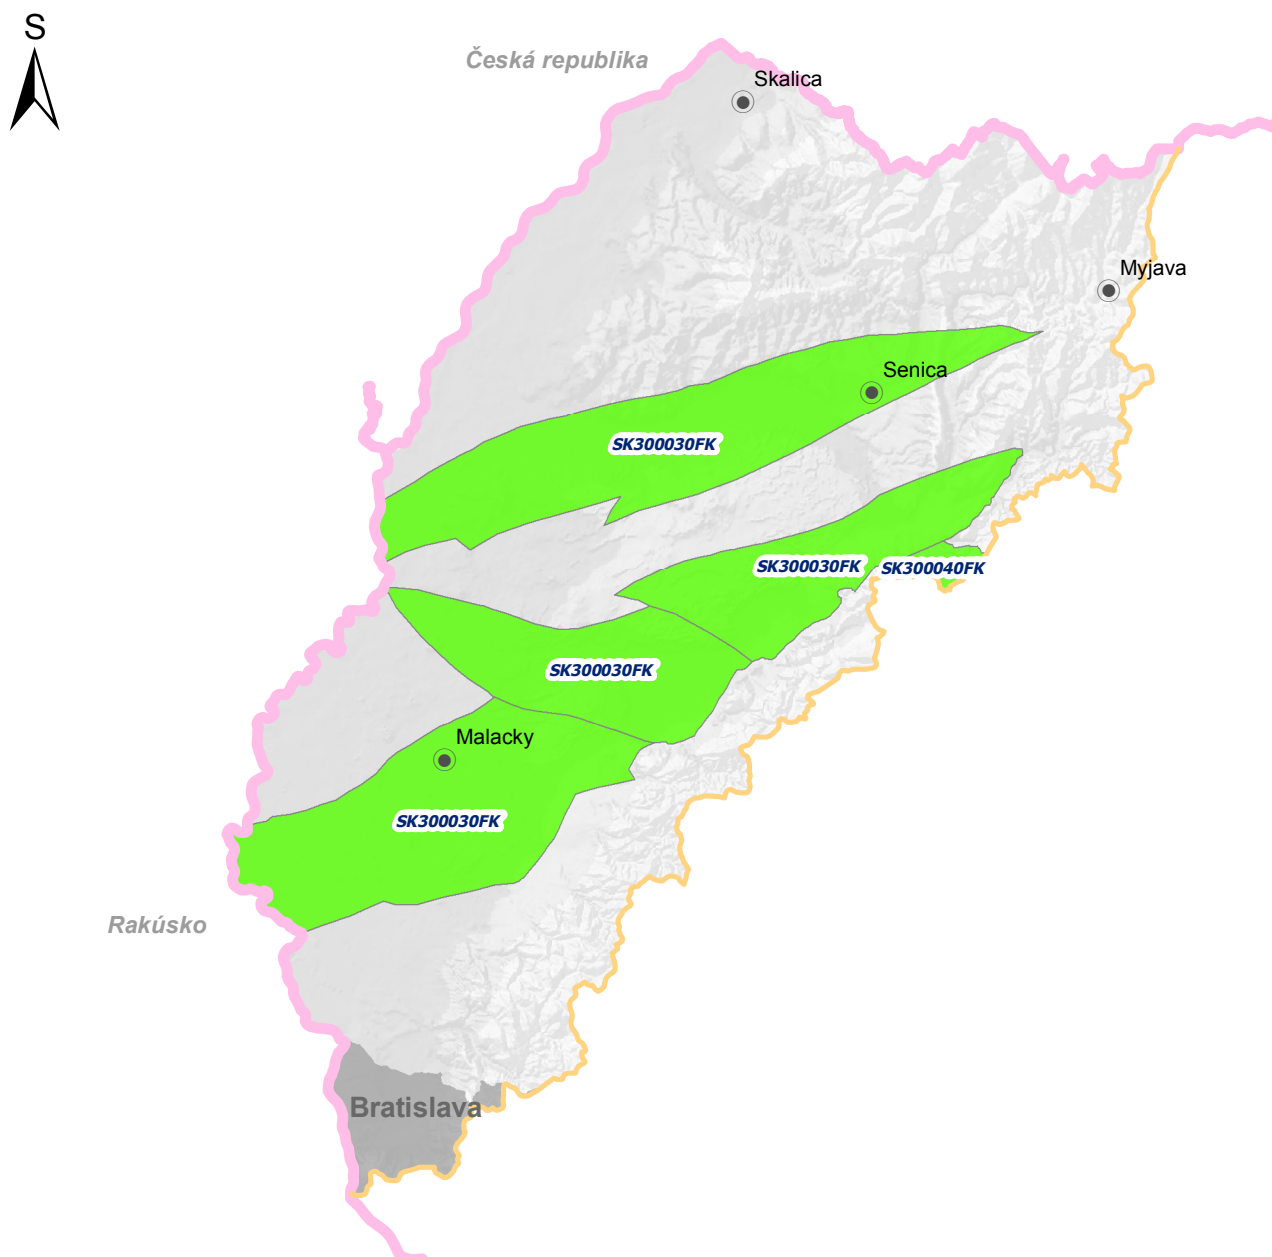 S
Česká republika
Skalica
Myjava
Senica
SK300030FK
SK300030FK
SK300040FK
SK300030FK
Malacky
SK300030FK
Rakúsko
Bratislava